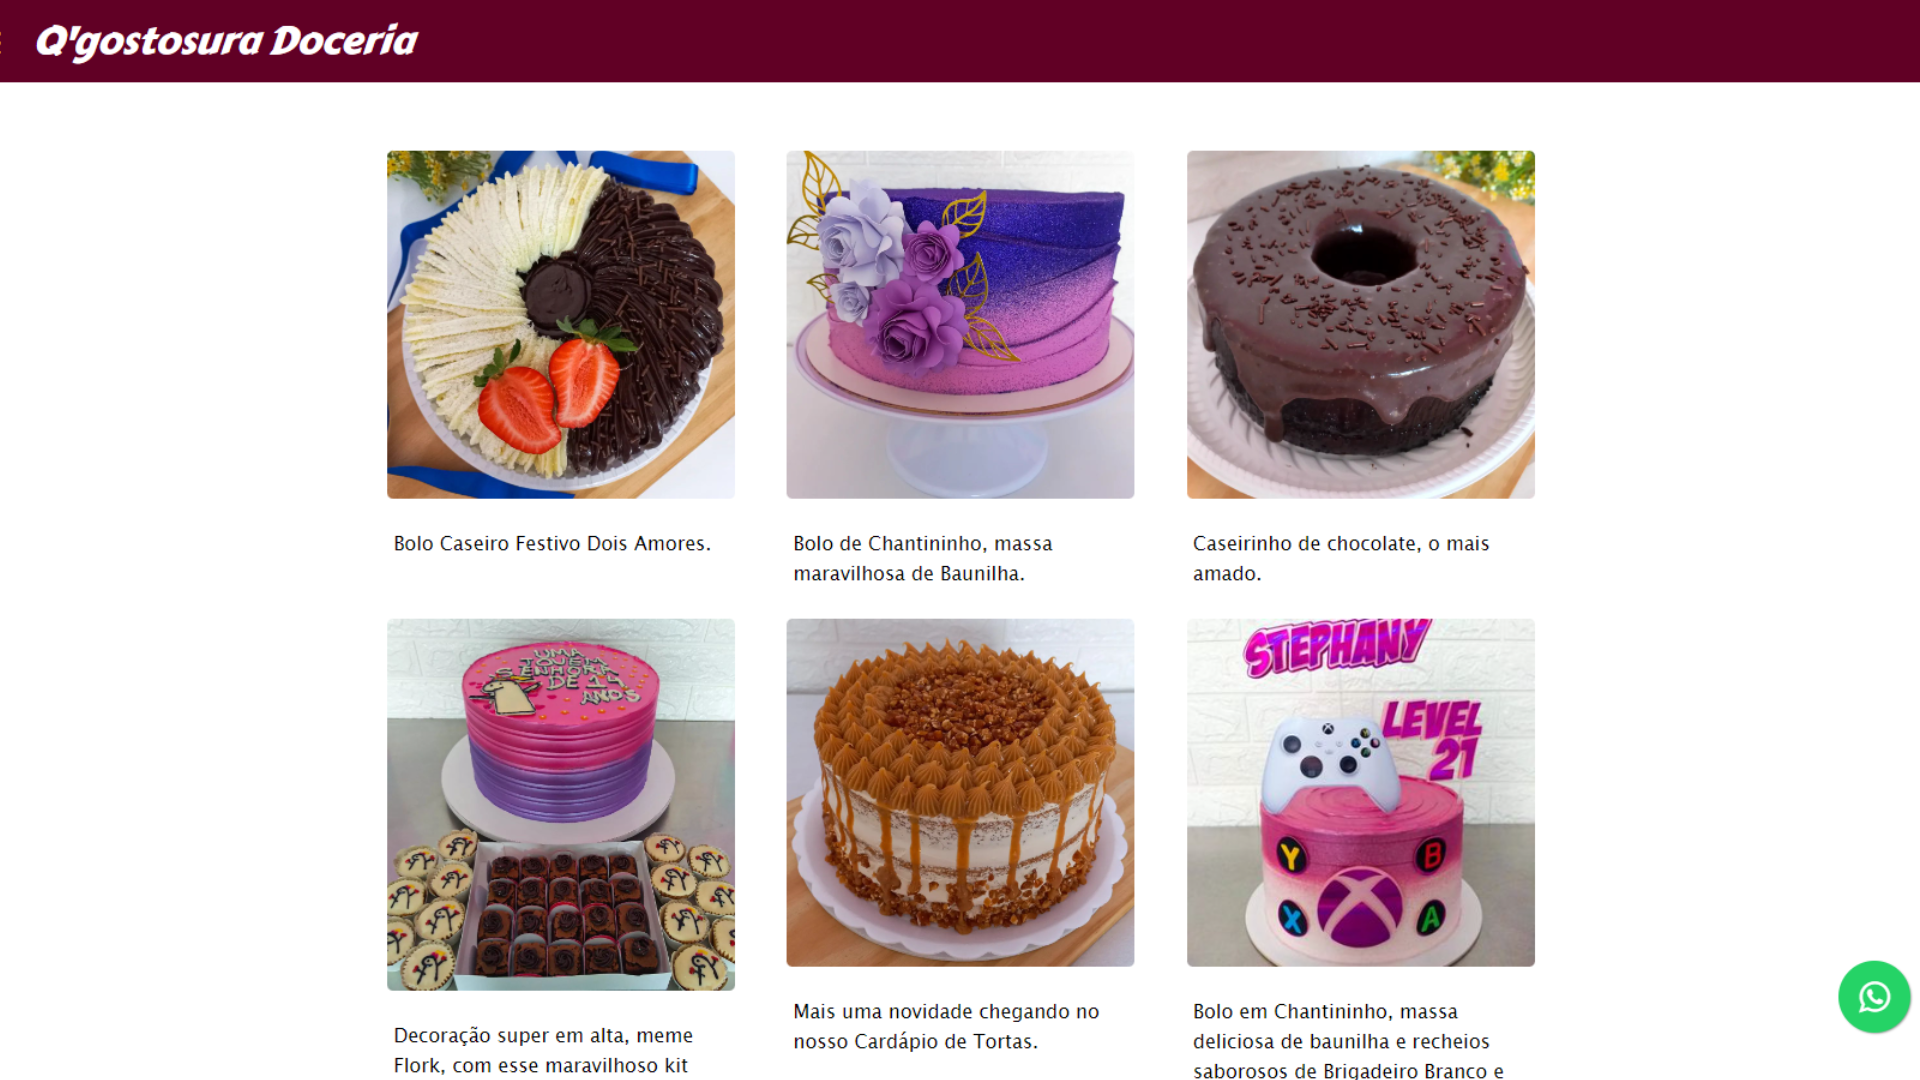 Q'gostosura Doceria
Bolo Caseiro Festivo Dois Amores.
Bolo de Chantininho, massa
maravilhosa de Baunilha.
Caseirinho de chocolate, o mais
amado.
UMA
JOVEM
SENHORA
DE 14
ANOS
STEPHANY
LEVEL
21
Y
B
X
A
Decoração super em alta, meme
Flork, com esse maravilhoso kit
Mais uma novidade chegando no
nosso Cardápio de Tortas.
Bolo em Chantininho, massa
deliciosa de baunilha e recheios
saborosos de Brigadeiro Branco e